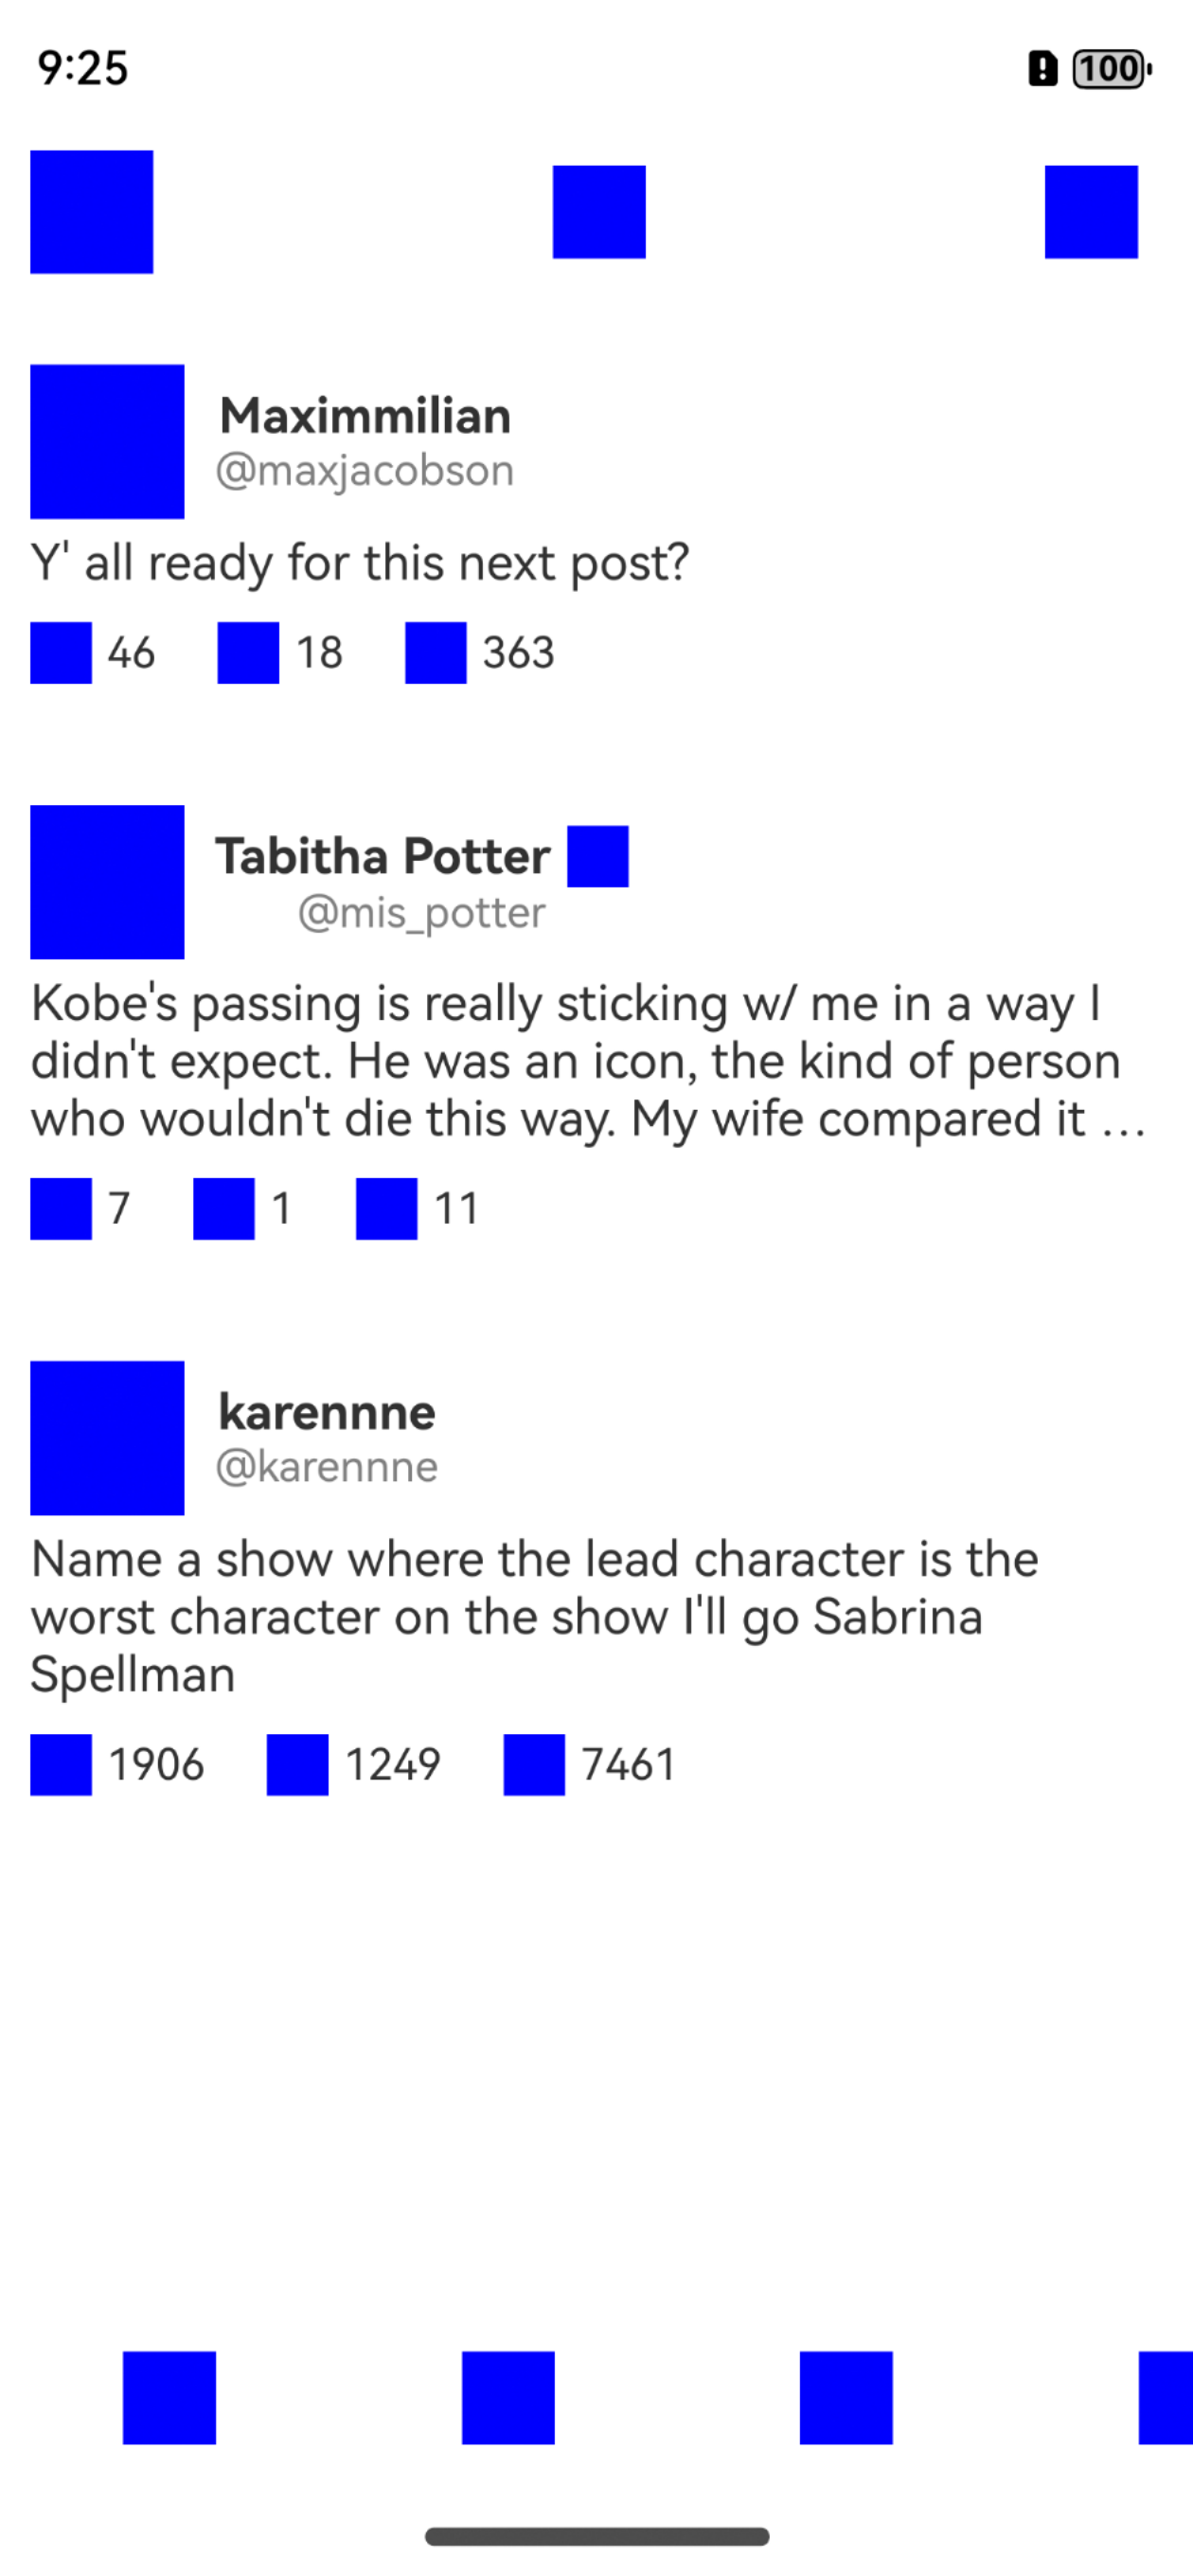 9:25
100
Maximmilian
@maxjacobson
Y' all ready for this next post?
46 18 363
Tabitha Potter
@mis_potter
Kobe's passing is really sticking w/ me in a way I
didn't expect. He was an icon, the kind of person
who wouldn't die this way. My wife compared it ...
7 1 11
karennne
@karennne
Name a show where the lead character is the
worst character on the show I'll go Sabrina
Spellman
1906 1249 7461